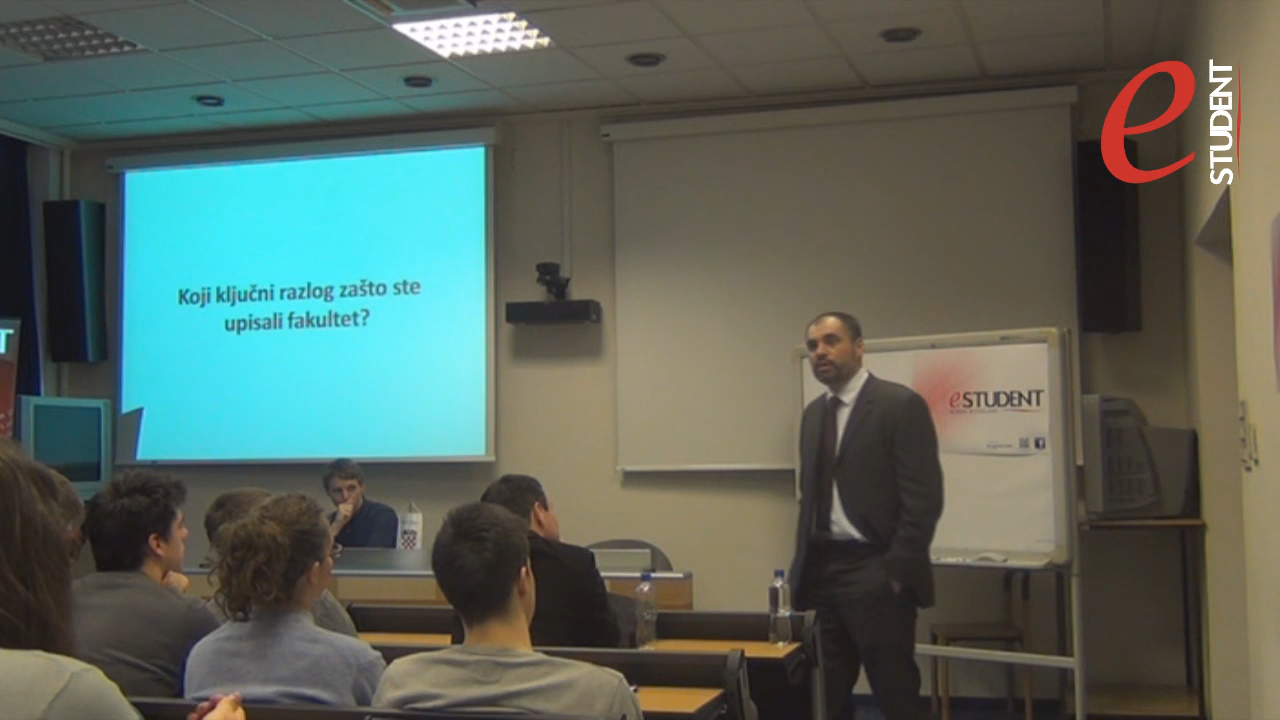 Koji ključni razlog zašto ste
upisali fakultet?
e STUDENT
eSTUDENT
T